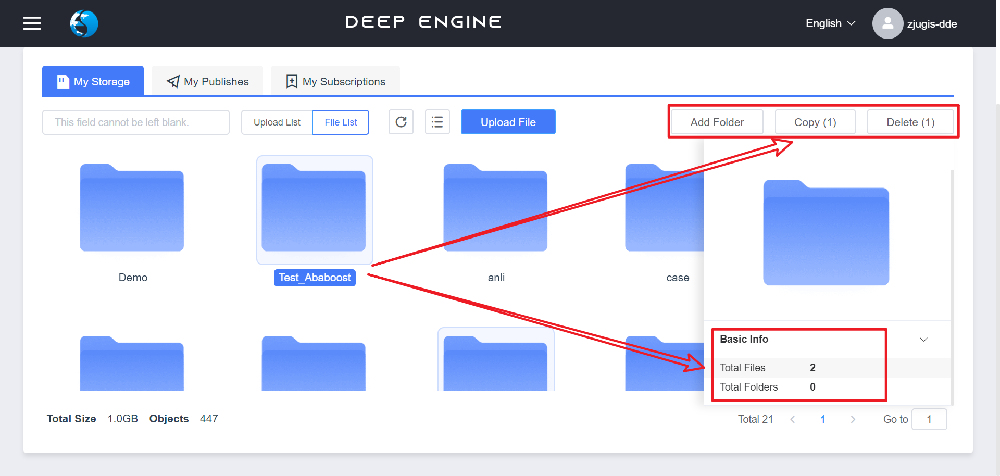 DEEP ENGINE
English
zjugis-dde
My Storage
My Publishes
My Subscriptions
This field cannot be left blank.
Upload List
File List
Upload File
Add Folder
Copy (1)
Delete (1)
Demo
Test_Ababoost
anli
case
Basic Info
Total Files 2
Total Folders 0
Total Size 1.0GB Objects 447
Total 21
1
Go to 1